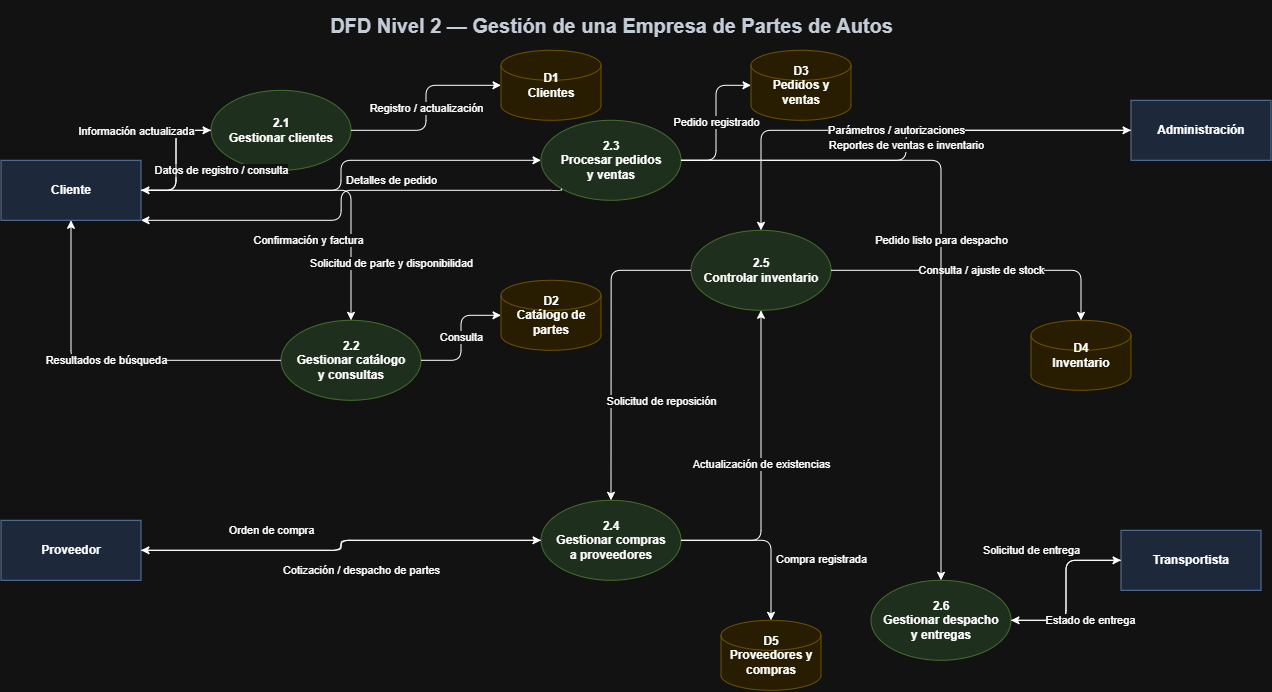 DFD Nivel 2 — Gestión de una Empresa de Partes de Autos
D1
Clientes
D3
Pedidos y
ventas
Registro / actualización
2.1
Gestionar clientes
Información actualizada
Pedido registrado
Parámetros / autorizaciones
Administración
Reportes de ventas e inventario
2.3
Procesar pedidos
y ventas
Datos de registro / consulta
Detalles de pedido
Cliente
Confirmación y factura
Pedido listo para despacho
Solicitud de parte y disponibilidad
2.5
Controlar inventario
Consulta / ajuste de stock
D2
Catálogo de
partes
Consulta
2.2
Gestionar catálogo
y consultas
Resultados de búsqueda
D4
Inventario
Solicitud de reposición
Actualización de existencias
Orden de compra
2.4
Gestionar compras
a proveedores
Proveedor
Cotización / despacho de partes
Compra registrada
Solicitud de entrega
Transportista
2.6
Gestionar despacho
y entregas
Estado de entrega
D5
Proveedores y
compras